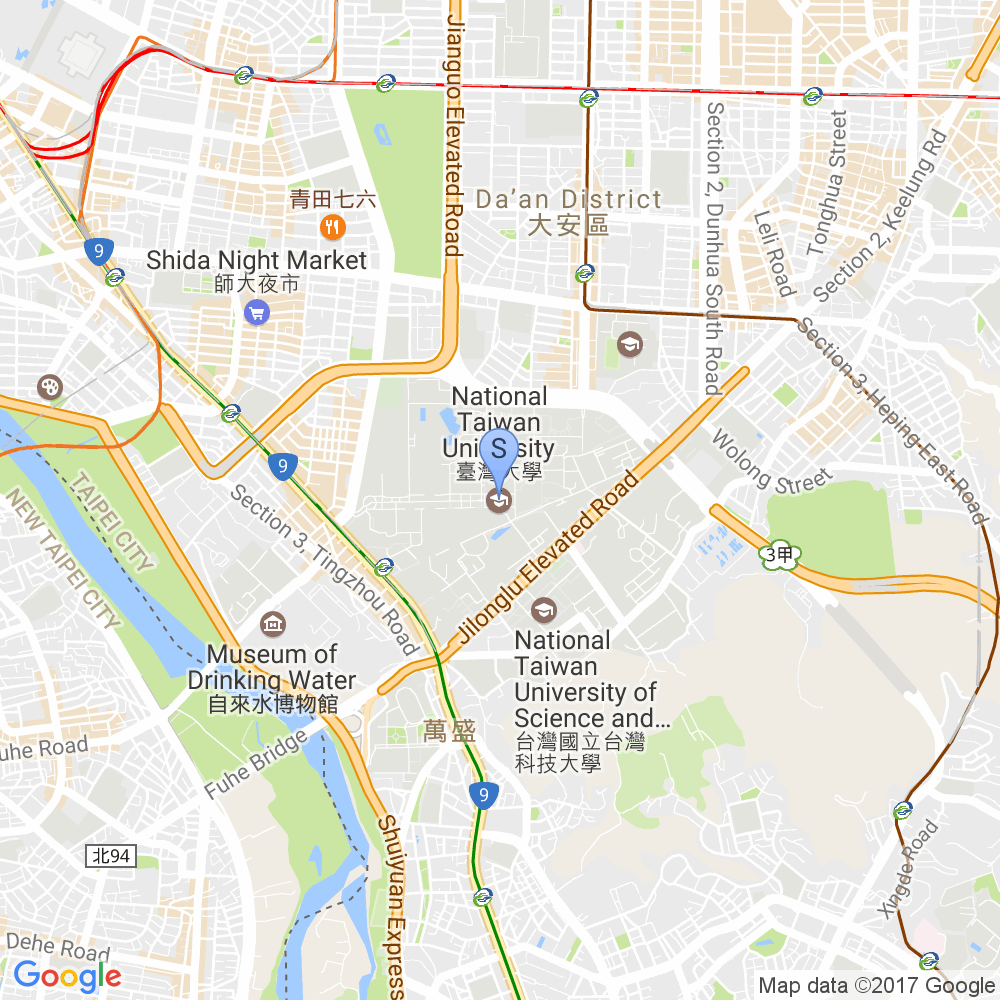 Jianguo Elevated Road
青田七六
Da'an District
大安區
Section 2, Dunhua South Road
Tonghua Street
Leli Road
Section 2, Keelung Rd
9
Shida Night Market
師大夜市
Section 3, Heping East Road
National
Taiwan
University
臺灣大學
S
9
Wolong Street
TAIPEI CITY
NEW TAIPEI CITY
Section 3, Tingzhou Road
Jilonglu Elevated Road
3甲
Museum of
Drinking Water
自來水博物館
National
Taiwan
University of
Science and...
台灣國立台灣
科技大學
萬盛
uhe Road
Fuhe Bridge
9
北94
Shuiyuan Express
Xingde Road
Dehe Road
Google
Map data ©2017 Google